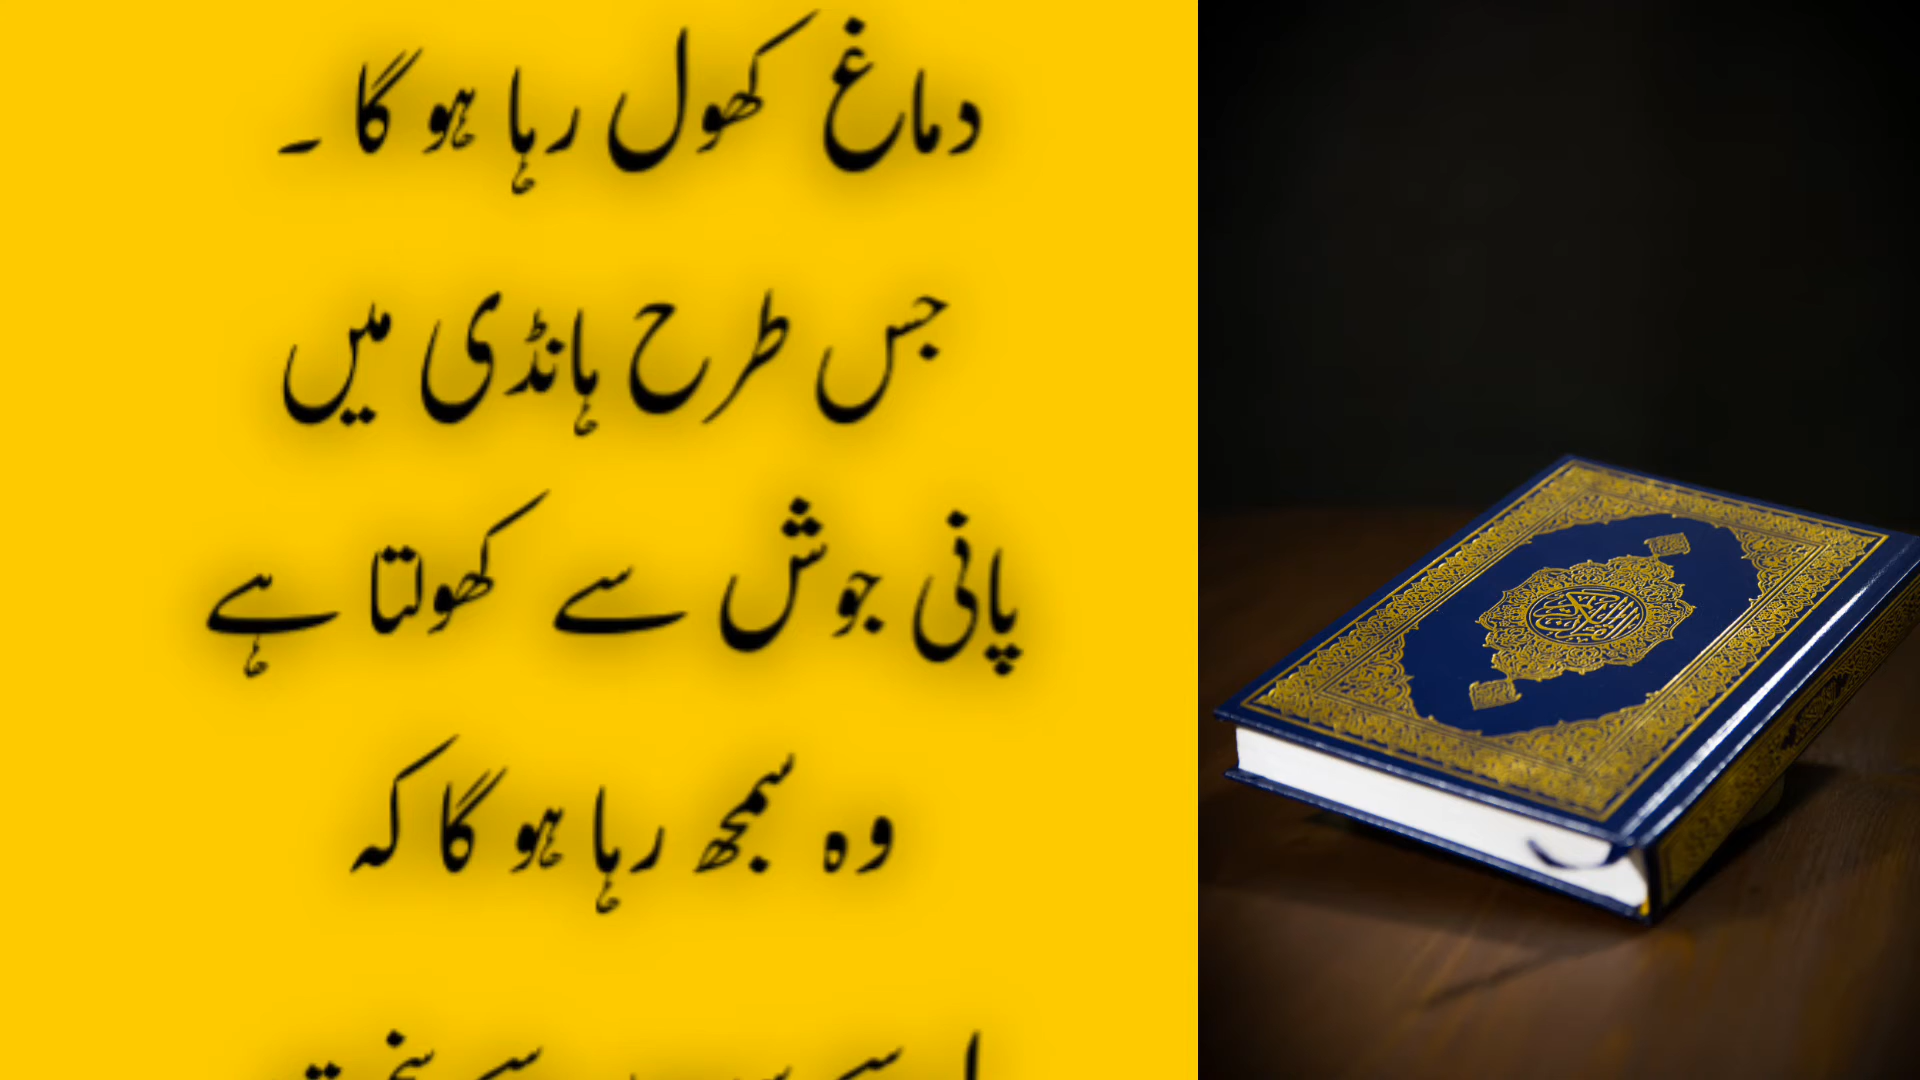 دماغ کھول رہا ہو گا ۔
جس طرح ہانڈی میں
پانی جوش سے کھولتا ہے
وہ سمجھ رہا ہو گا کہ